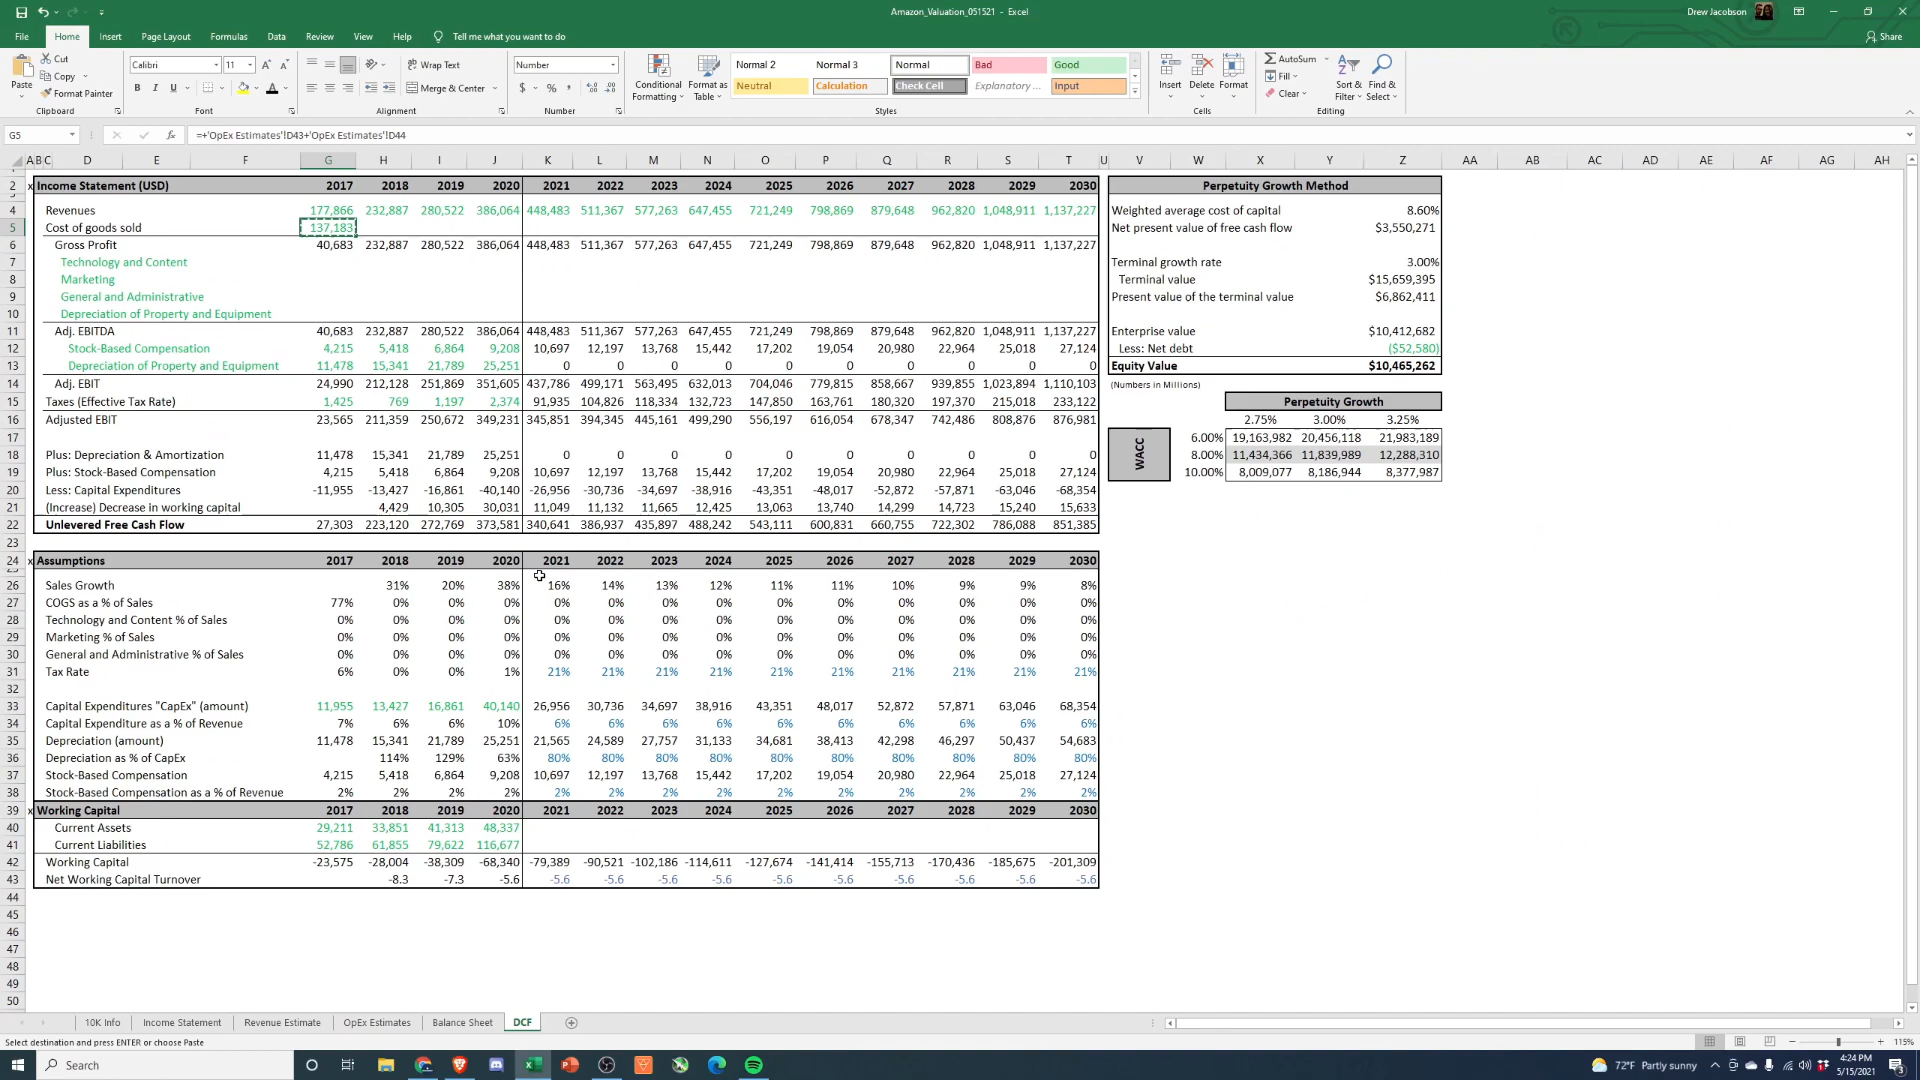 Amazon_Valuation_051521 - Excel
Drew Jacobson
File Home Insert Page Layout Formulas Data Review View Help Tell me what you want to do Share
Paste Cut Copy Format Painter Clipboard
Calibri 11 B I U A Font
Wrap Text Merge & Center Alignment
Number $ % , Number
Conditional Formatting Format as Table
Normal 2 Normal 3 Normal Bad Good
Neutral Calculation Check Cell Explanatory ... Input
Styles
Insert Delete Format Cells
AutoSum Fill Clear Sort & Filter Find & Select Editing
G5 fx =+'OpEx Estimates'!D43+'OpEx Estimates'!D44
A B C D E F G H I J K L M N O P Q R S T U V W X Y Z AA AB AC AD AE AF AG AH
2 x Income Statement (USD) 2017 2018 2019 2020 2021 2022 2023 2024 2025 2026 2027 2028 2029 2030 Perpetuity Growth Method
4 Revenues 177,866 232,887 280,522 386,064 448,483 511,367 577,263 647,455 721,249 798,869 879,648 962,820 1,048,911 1,137,227 Weighted average cost of capital 8.60%
5 Cost of goods sold 137,183 Net present value of free cash flow $3,550,271
6 Gross Profit 40,683 232,887 280,522 386,064 448,483 511,367 577,263 647,455 721,249 798,869 879,648 962,820 1,048,911 1,137,227
7 Technology and Content Terminal growth rate 3.00%
8 Marketing Terminal value $15,659,395
9 General and Administrative Present value of the terminal value $6,862,411
10 Depreciation of Property and Equipment
11 Adj. EBITDA 40,683 232,887 280,522 386,064 448,483 511,367 577,263 647,455 721,249 798,869 879,648 962,820 1,048,911 1,137,227 Enterprise value $10,412,682
12 Stock-Based Compensation 4,215 5,418 6,864 9,208 10,697 12,197 13,768 15,442 17,202 19,054 20,980 22,964 25,018 27,124 Less: Net debt ($52,580)
13 Depreciation of Property and Equipment 11,478 15,341 21,789 25,251 0 0 0 0 0 0 0 0 0 0 Equity Value $10,465,262
14 Adj. EBIT 24,990 212,128 251,869 351,605 437,786 499,171 563,495 632,013 704,046 779,815 858,667 939,855 1,023,894 1,110,103 (Numbers in Millions)
15 Taxes (Effective Tax Rate) 1,425 769 1,197 2,374 91,935 104,826 118,334 132,723 147,850 163,761 180,320 197,370 215,018 233,122 Perpetuity Growth
16 Adjusted EBIT 23,565 211,359 250,672 349,231 345,851 394,345 445,161 499,290 556,197 616,054 678,347 742,486 808,876 876,981 2.75% 3.00% 3.25%
17 6.00% 19,163,982 20,456,118 21,983,189
18 Plus: Depreciation & Amortization 11,478 15,341 21,789 25,251 0 0 0 0 0 0 0 0 0 0 WACC 8.00% 11,434,366 11,839,989 12,288,310
19 Plus: Stock-Based Compensation 4,215 5,418 6,864 9,208 10,697 12,197 13,768 15,442 17,202 19,054 20,980 22,964 25,018 27,124 10.00% 8,009,077 8,186,944 8,377,987
20 Less: Capital Expenditures -11,955 -13,427 -16,861 -40,140 -26,956 -30,736 -34,697 -38,916 -43,351 -48,017 -52,872 -57,871 -63,046 -68,354
21 (Increase) Decrease in working capital 4,429 10,305 30,031 11,049 11,132 11,665 12,425 13,063 13,740 14,299 14,723 15,240 15,633
22 Unlevered Free Cash Flow 27,303 223,120 272,769 373,581 340,641 386,937 435,897 488,242 543,111 600,831 660,755 722,302 786,088 851,385
23
24 x Assumptions 2017 2018 2019 2020 2021 2022 2023 2024 2025 2026 2027 2028 2029 2030
26 Sales Growth 31% 20% 38% 16% 14% 13% 12% 11% 11% 10% 9% 9% 8%
27 COGS as a % of Sales 77% 0% 0% 0% 0% 0% 0% 0% 0% 0% 0% 0% 0% 0%
28 Technology and Content % of Sales 0% 0% 0% 0% 0% 0% 0% 0% 0% 0% 0% 0% 0% 0%
29 Marketing % of Sales 0% 0% 0% 0% 0% 0% 0% 0% 0% 0% 0% 0% 0% 0%
30 General and Administrative % of Sales 0% 0% 0% 0% 0% 0% 0% 0% 0% 0% 0% 0% 0% 0%
31 Tax Rate 6% 0% 0% 1% 21% 21% 21% 21% 21% 21% 21% 21% 21% 21%
32
33 Capital Expenditures "CapEx" (amount) 11,955 13,427 16,861 40,140 26,956 30,736 34,697 38,916 43,351 48,017 52,872 57,871 63,046 68,354
34 Capital Expenditure as a % of Revenue 7% 6% 6% 10% 6% 6% 6% 6% 6% 6% 6% 6% 6% 6%
35 Depreciation (amount) 11,478 15,341 21,789 25,251 21,565 24,589 27,757 31,133 34,681 38,413 42,298 46,297 50,437 54,683
36 Depreciation as % of CapEx 114% 129% 63% 80% 80% 80% 80% 80% 80% 80% 80% 80% 80%
37 Stock-Based Compensation 4,215 5,418 6,864 9,208 10,697 12,197 13,768 15,442 17,202 19,054 20,980 22,964 25,018 27,124
38 Stock-Based Compensation as a % of Revenue 2% 2% 2% 2% 2% 2% 2% 2% 2% 2% 2% 2% 2% 2%
39 x Working Capital 2017 2018 2019 2020 2021 2022 2023 2024 2025 2026 2027 2028 2029 2030
40 Current Assets 29,211 33,851 41,313 48,337
41 Current Liabilities 52,786 61,855 79,622 116,677
42 Working Capital -23,575 -28,004 -38,309 -68,340 -79,389 -90,521 -102,186 -114,611 -127,674 -141,414 -155,713 -170,436 -185,675 -201,309
43 Net Working Capital Turnover -8.3 -7.3 -5.6 -5.6 -5.6 -5.6 -5.6 -5.6 -5.6 -5.6 -5.6 -5.6 -5.6
44
45
46
47
48
49
50
10K Info Income Statement Revenue Estimate OpEx Estimates Balance Sheet DCF
Select destination and press ENTER or choose Paste 115%
Search 72°F Partly sunny 4:24 PM
5/15/2021